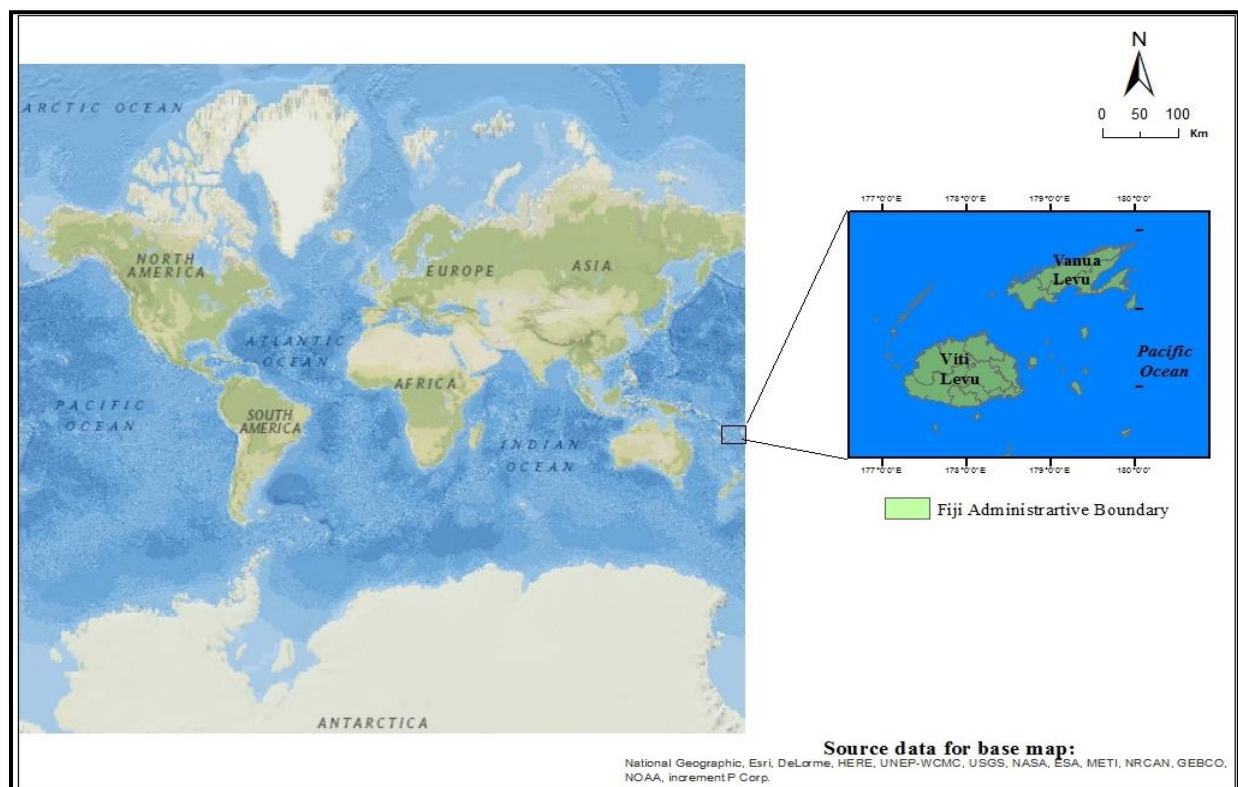 N
0 50 100
Km
ARCTIC OCEAN
NORTH
AMERICA
EUROPE
ASIA
ATLANTIC
OCEAN
AFRICA
PACIFIC
OCEAN
SOUTH
AMERICA
INDIAN
OCEAN
ANTARCTICA
177°0'0"E 178°0'0"E 179°0'0"E 180°0'0"
Vanua
Levu
Viti
Levu
Pacific
Ocean
177°0'0"E 178°0'0"E 179°0'0"E 180°0'0"
Fiji Administrartive Boundary
Source data for base map:
National Geographic, Esri, DeLorme, HERE, UNEP-WCMC, USGS, NASA, ESA, METI, NRCAN, GEBCO,
NOAA, increment P Corp.